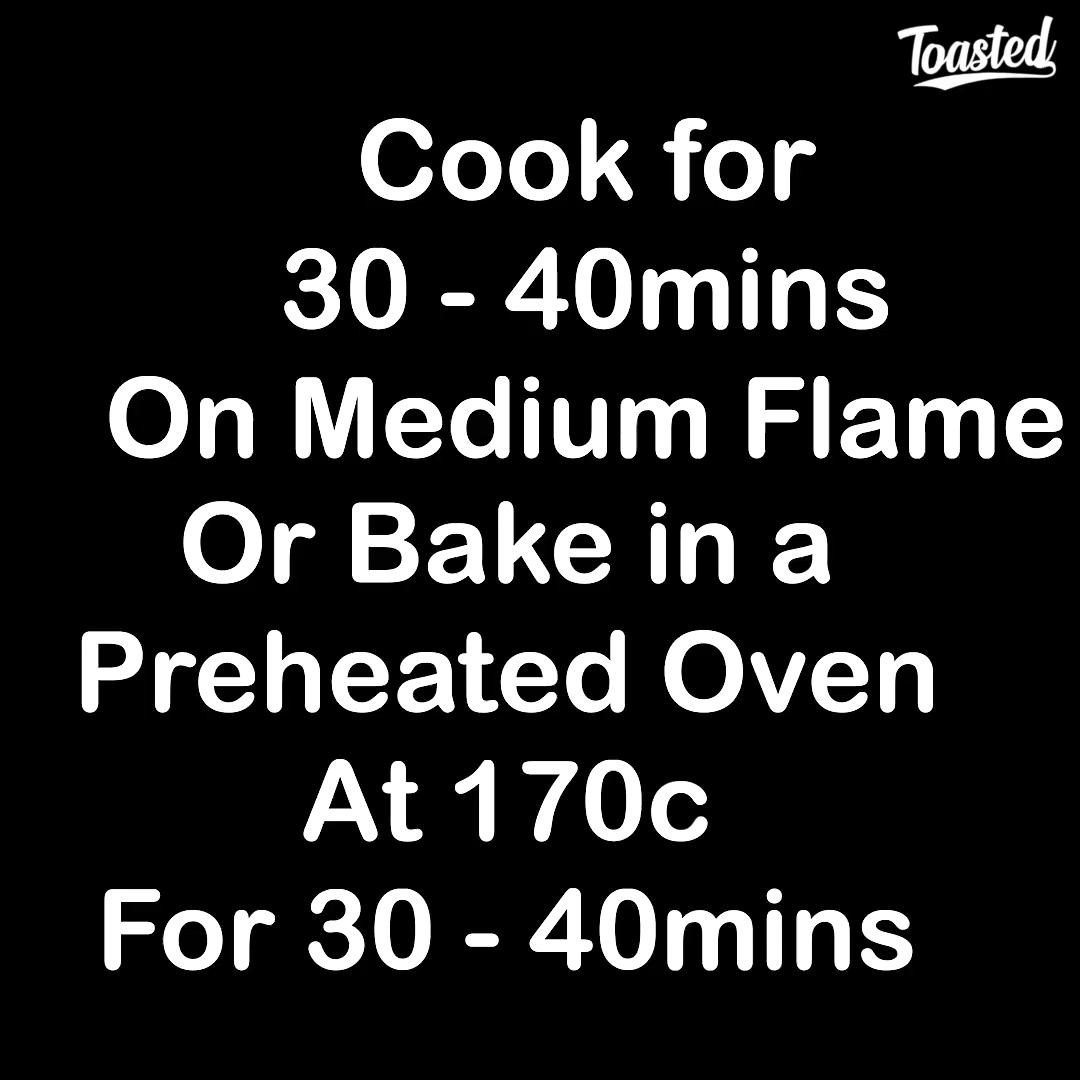 Toasted
Cook for
30 - 40mins
On Medium Flame
Or Bake in a
Preheated Oven
At 170c
For 30 - 40mins